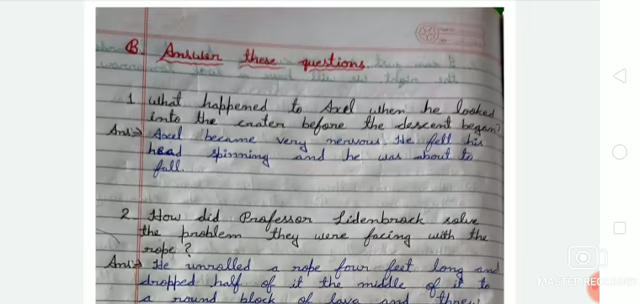 B. Answer these questions.
1 What happened to Axel when he looked
into the crater before the descent began?
Ans:- Axel became very nervous. He fell his
head spinning and he was about to
fall.
2. How did Professor Lidenbrock solve
the problem they were facing with the
rope?
Ans:- He unrolled a rope four feet long and
dropped half of it the middle of it to
a round block of lava and threw
MASTER RECORDER